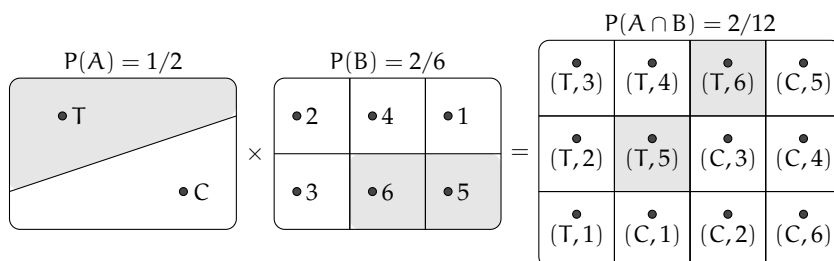 P(A) = 1/2
P(B) = 2/6
P(A ∩ B) = 2/12
T
C
×
2 4 1
3 6 5
=
(T, 3) (T, 4) (T, 6) (C, 5)
(T, 2) (T, 5) (C, 3) (C, 4)
(T, 1) (C, 1) (C, 2) (C, 6)